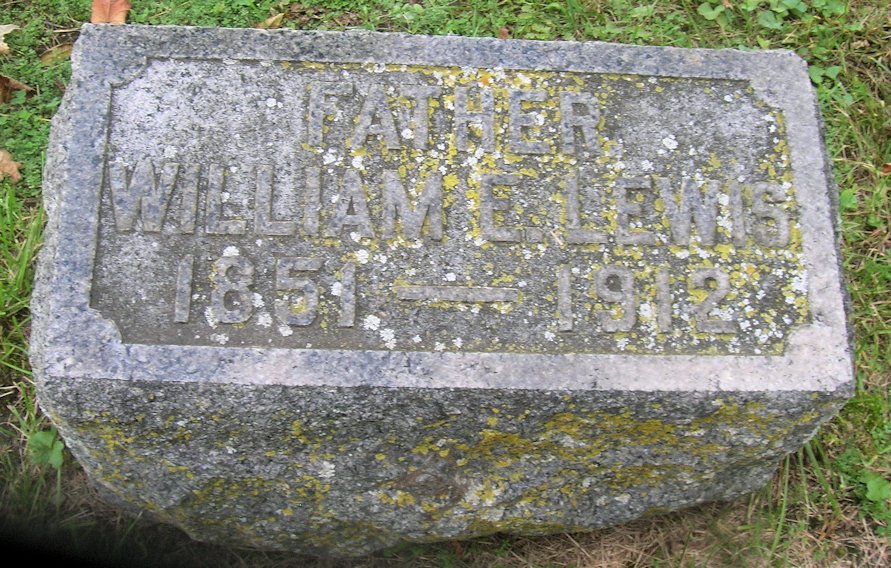 FATHER
WILLIAM E. LEWIS
1851 — 1912